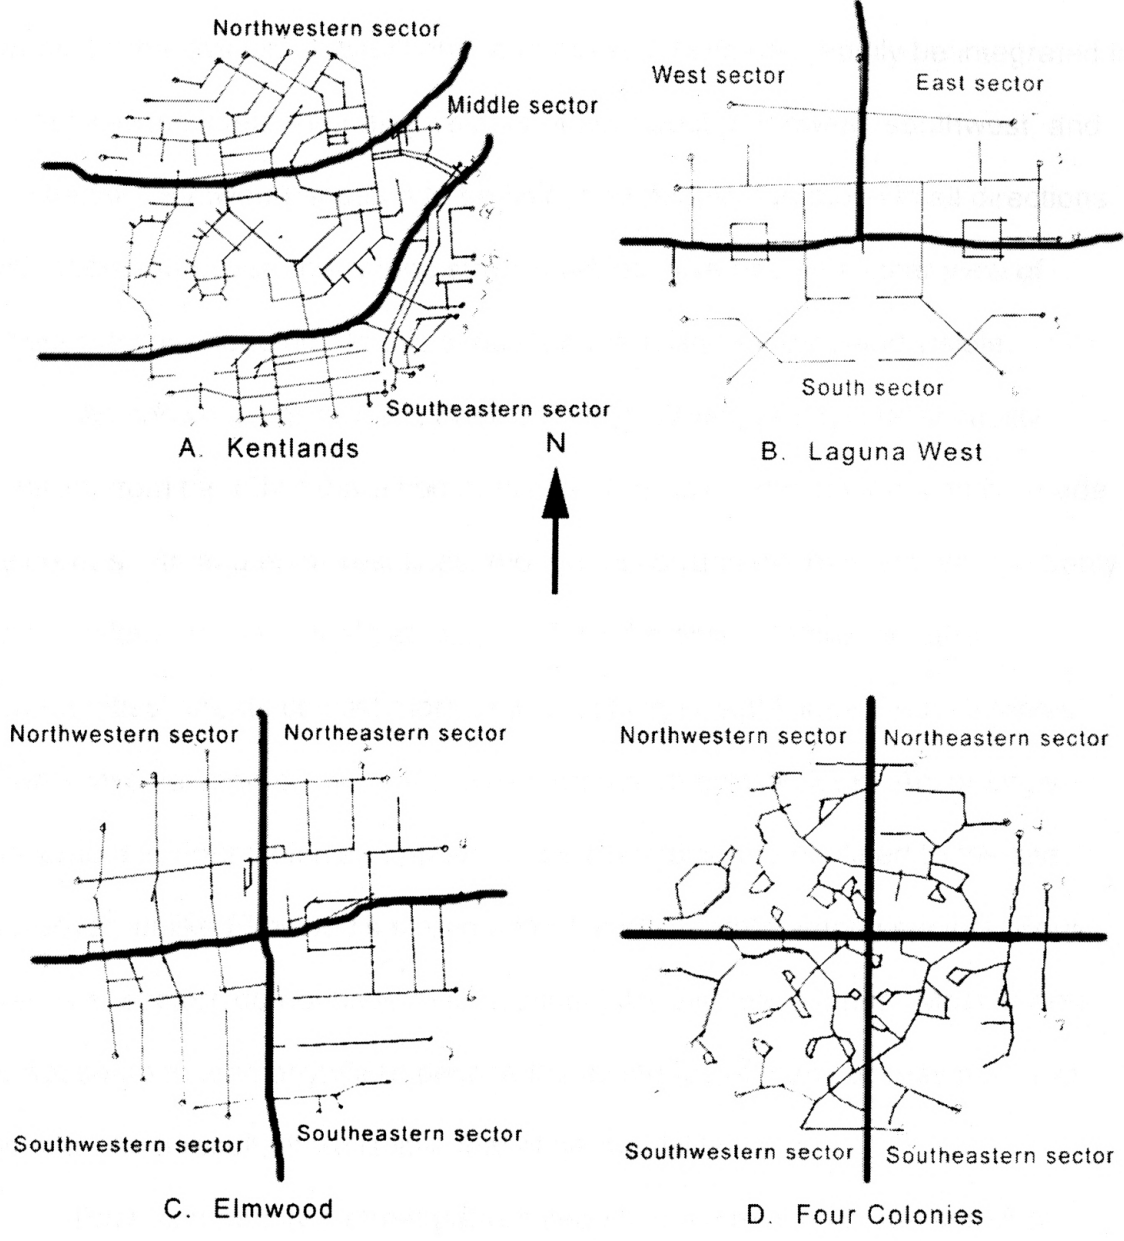 Northwestern sector
Middle sector
Southeastern sector
A. Kentlands
West sector
East sector
South sector
B. Laguna West
N
Northwestern sector
Northeastern sector
Southwestern sector
Southeastern sector
C. Elmwood
Northwestern sector
Northeastern sector
Southwestern sector
Southeastern sector
D. Four Colonies